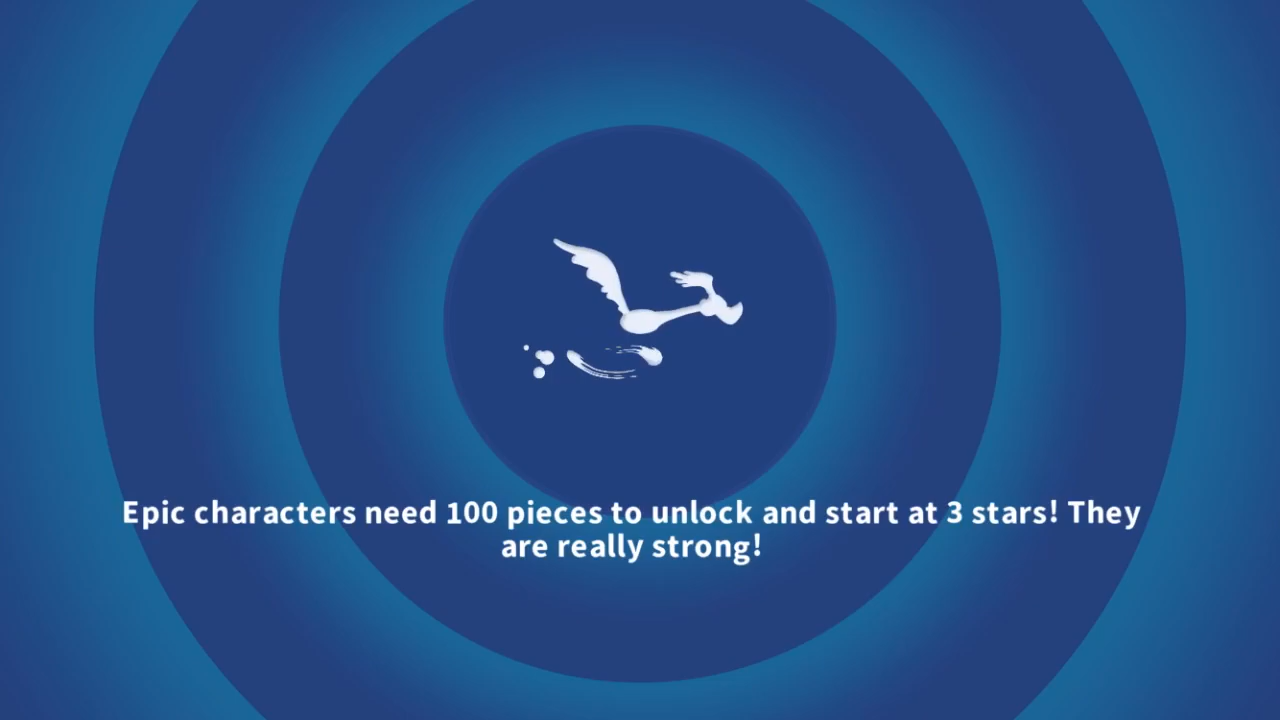 Epic characters need 100 pieces to unlock and start at 3 stars! They
are really strong!